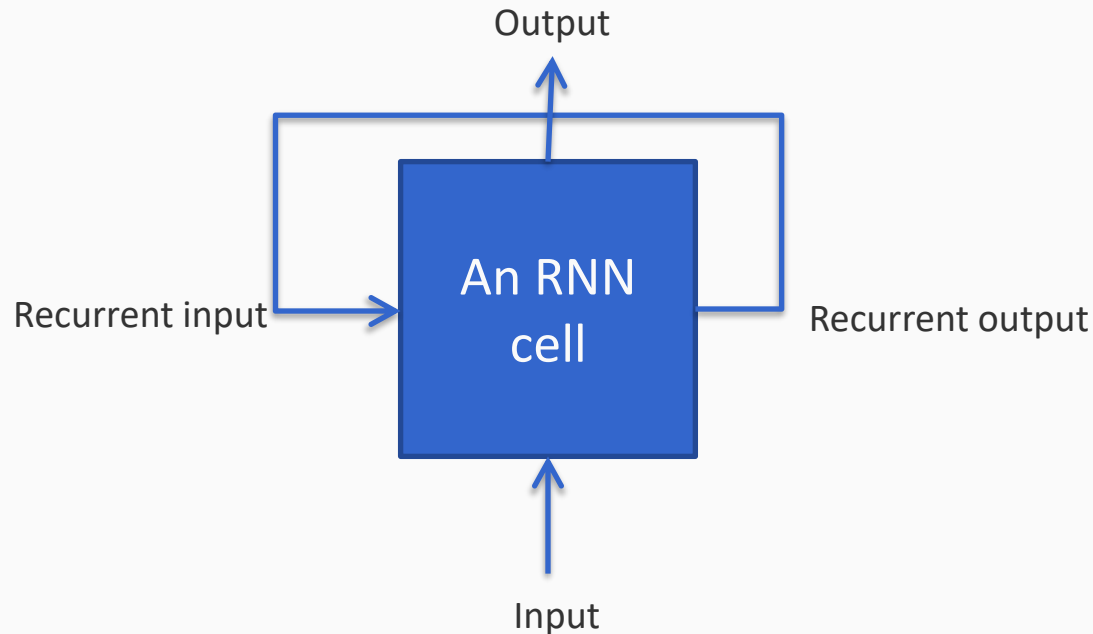 Output
An RNN
cell
Recurrent input
Recurrent output
Input